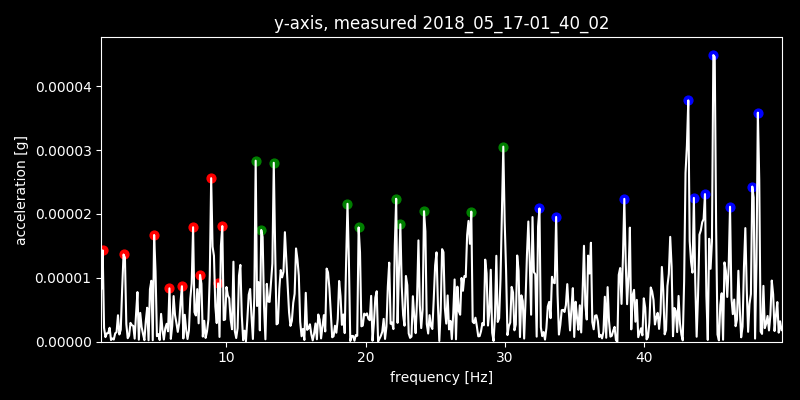 y-axis, measured 2018_05_17-01_40_02
0.00004
0.00003
0.00002
0.00001
0.00000
acceleration [g]
10 20 30 40
frequency [Hz]